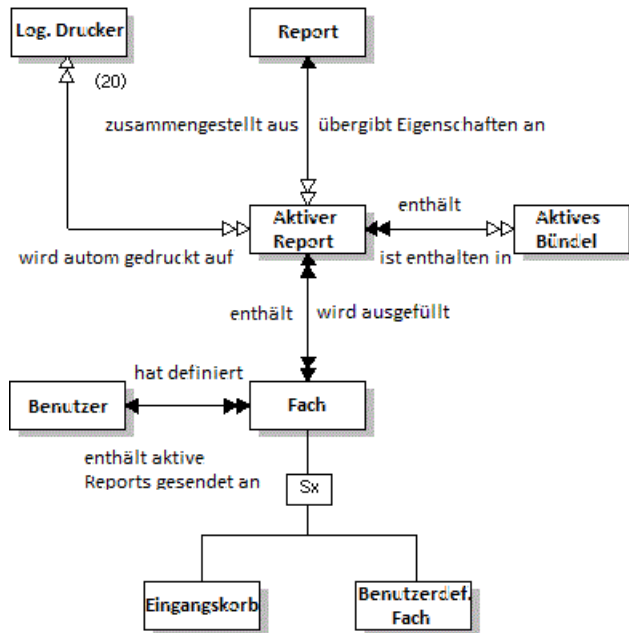 Log. Drucker
Report
(20)
zusammengestellt aus
übergibt Eigenschaften an
Aktiver
Report
enthält
Aktives
Bündel
wird autom gedruckt auf
ist enthalten in
enthält
wird ausgefüllt
hat definiert
Benutzer
Fach
enthält aktive
Reports gesendet an
Sx
Eingangskorb
Benutzerdef.
Fach